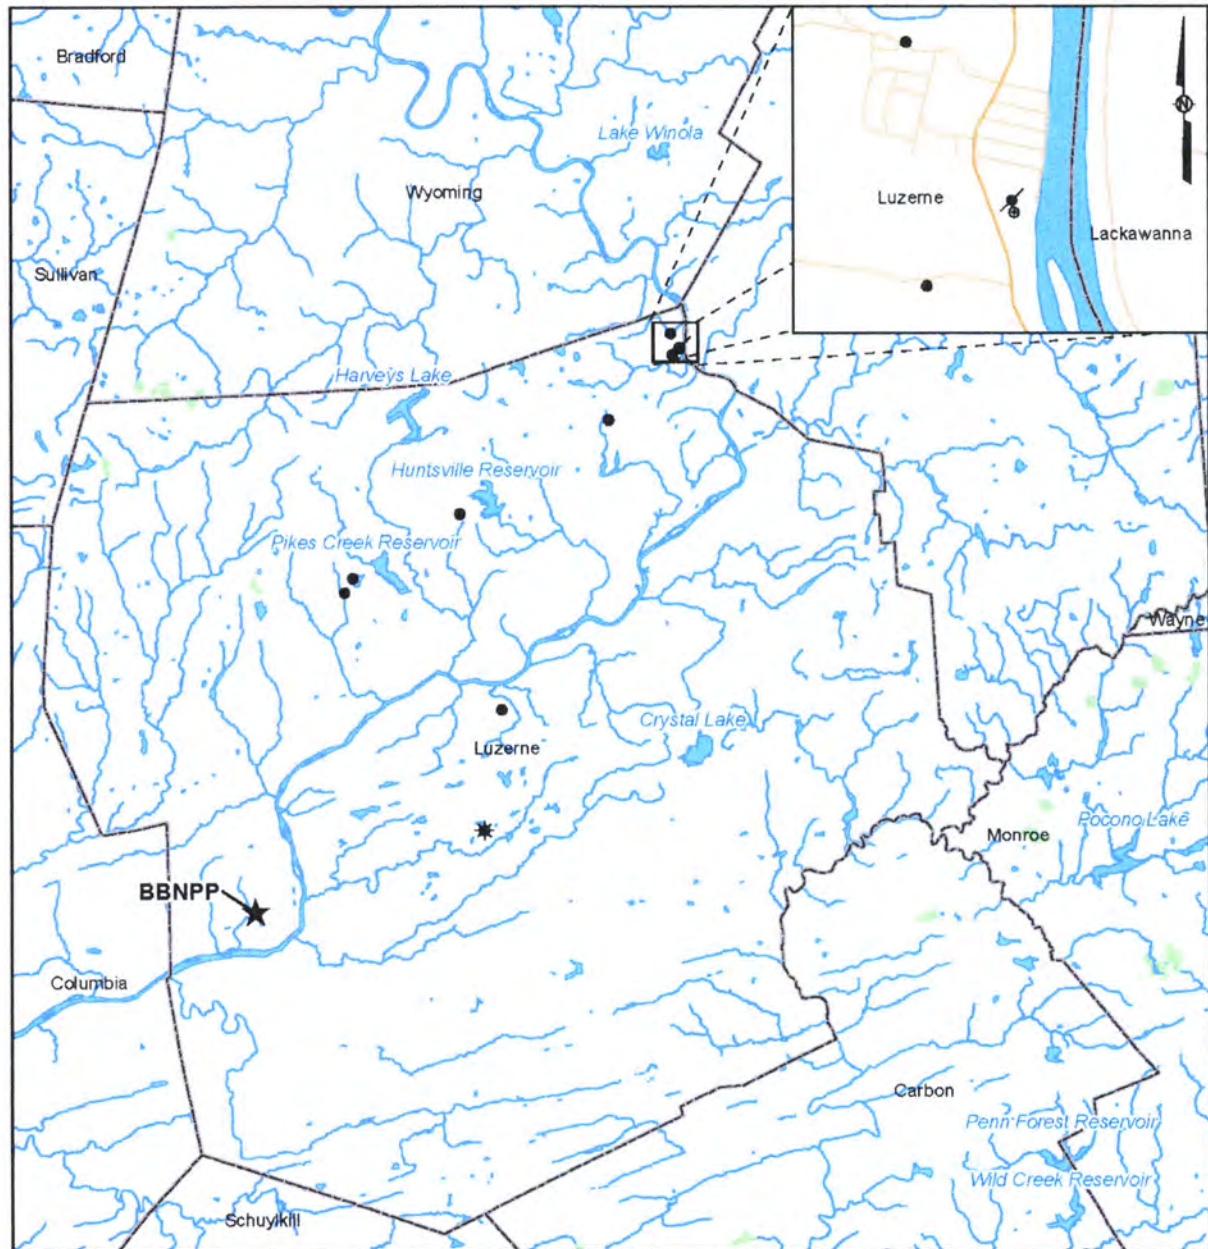 Bradford
Lake Winola
Wyoming
N
Luzerne
Lackawanna
Sullivan
Harveys Lake
Huntsville Reservoir
Pikes Creek Reservoir
Wayne
Crystal Lake
Luzerne
Monroe
Pocono Lake
BBNPP
Columbia
Carbon
Penn Forest Reservoir
Wild Creek Reservoir
Schuylkill